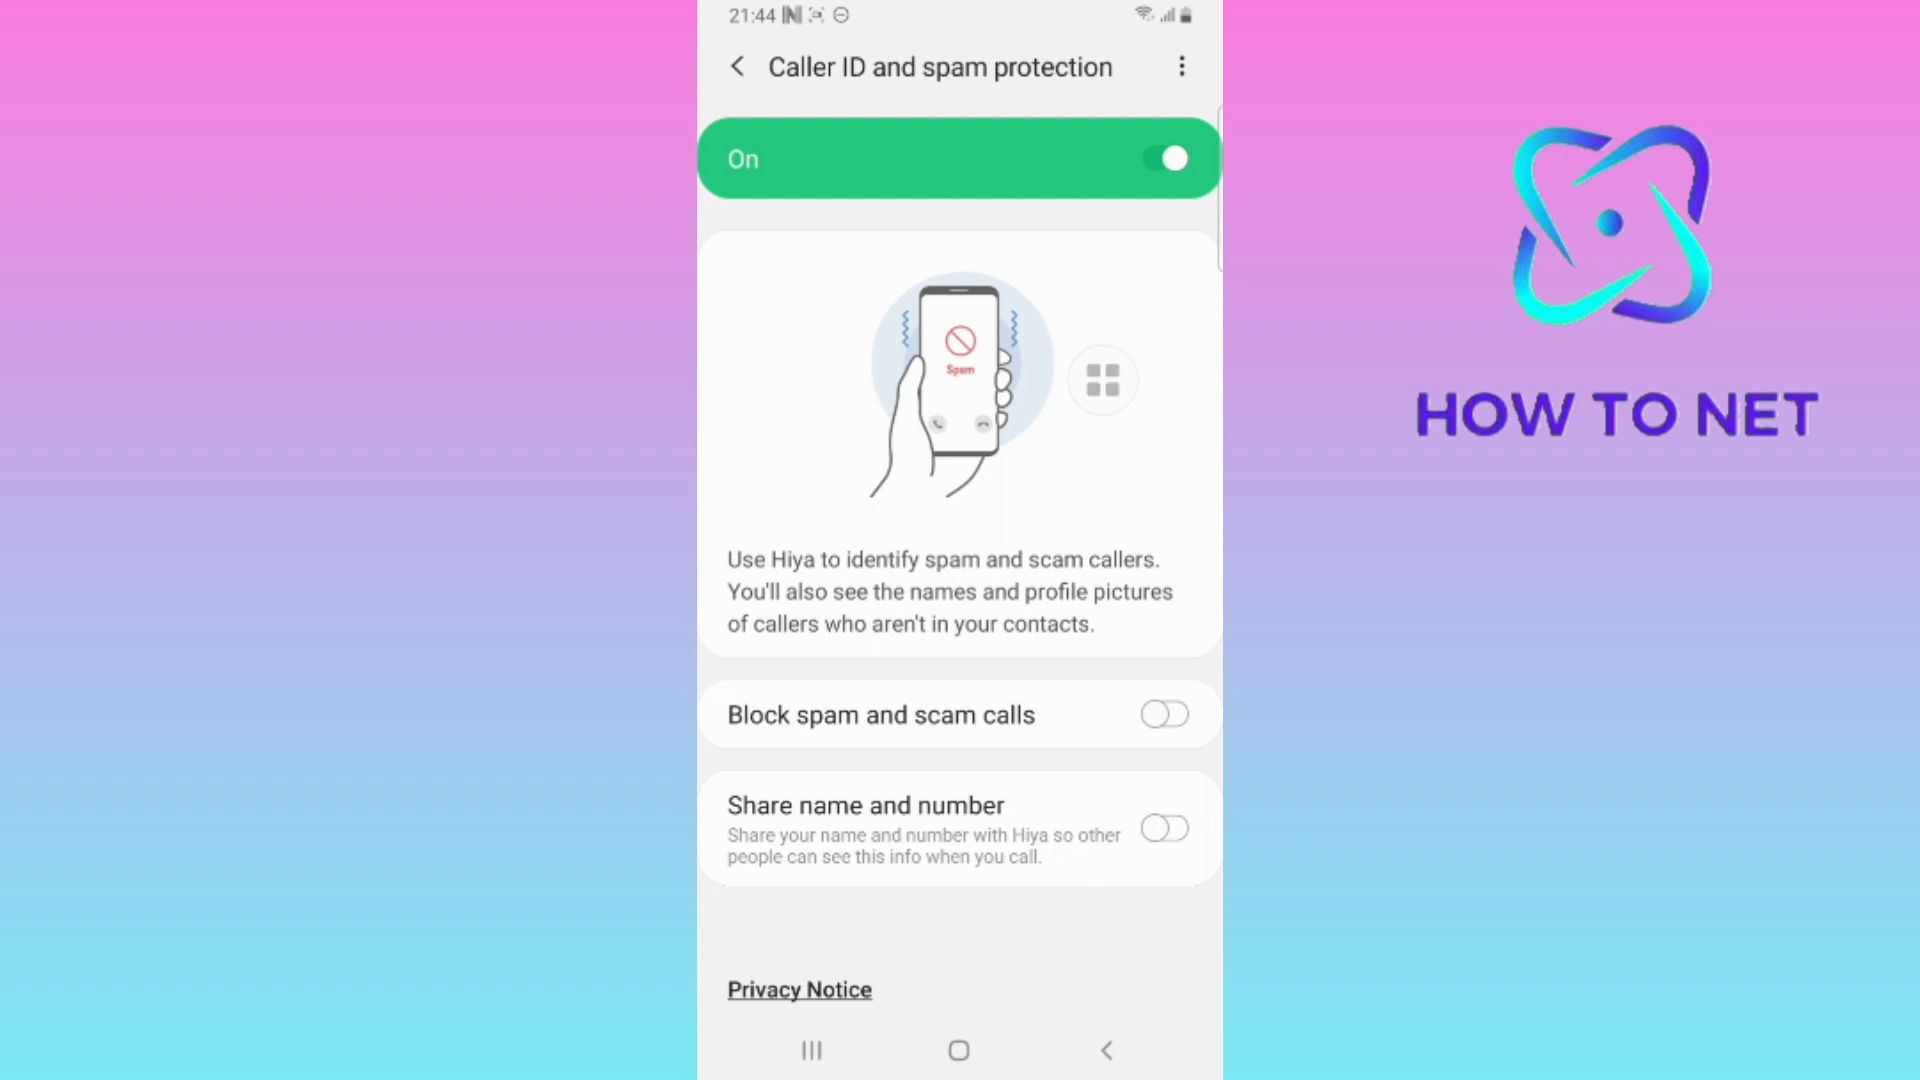 21:44
Caller ID and spam protection
On
Spam
Use Hiya to identify spam and scam callers.
You'll also see the names and profile pictures
of callers who aren't in your contacts.
Block spam and scam calls
Share name and number
Share your name and number with Hiya so other
people can see this info when you call.
Privacy Notice
HOW TO NET